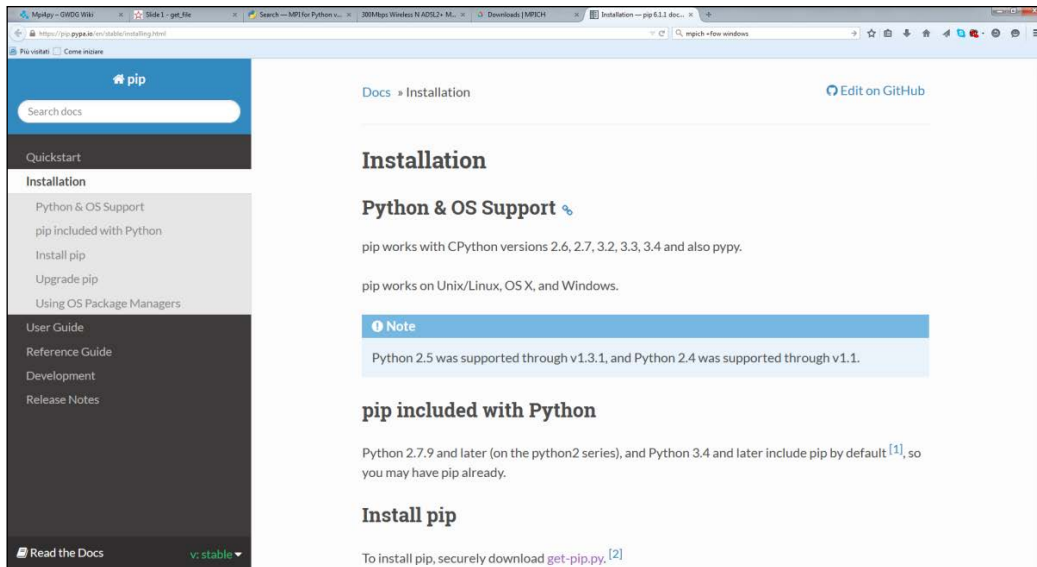 Mpi4py – GWDG Wiki
Slide 1 - get_file
Search — MPI for Python v...
300Mbps Wireless N ADSL2+ M...
Downloads | MPICH
Installation — pip 6.1.1 doc...
https://pip.pypa.io/en/stable/installing.html
mpich +few windows
Più visitati
Come iniziare
pip
Search docs
Quickstart
Installation
Python & OS Support
pip included with Python
Install pip
Upgrade pip
Using OS Package Managers
User Guide
Reference Guide
Development
Release Notes
Read the Docs
v: stable
Docs » Installation
Edit on GitHub
Installation
Python & OS Support
pip works with CPython versions 2.6, 2.7, 3.2, 3.3, 3.4 and also pypy.
pip works on Unix/Linux, OS X, and Windows.
Note
Python 2.5 was supported through v1.3.1, and Python 2.4 was supported through v1.1.
pip included with Python
Python 2.7.9 and later (on the python2 series), and Python 3.4 and later include pip by default [1], so
you may have pip already.
Install pip
To install pip, securely download get-pip.py. [2]